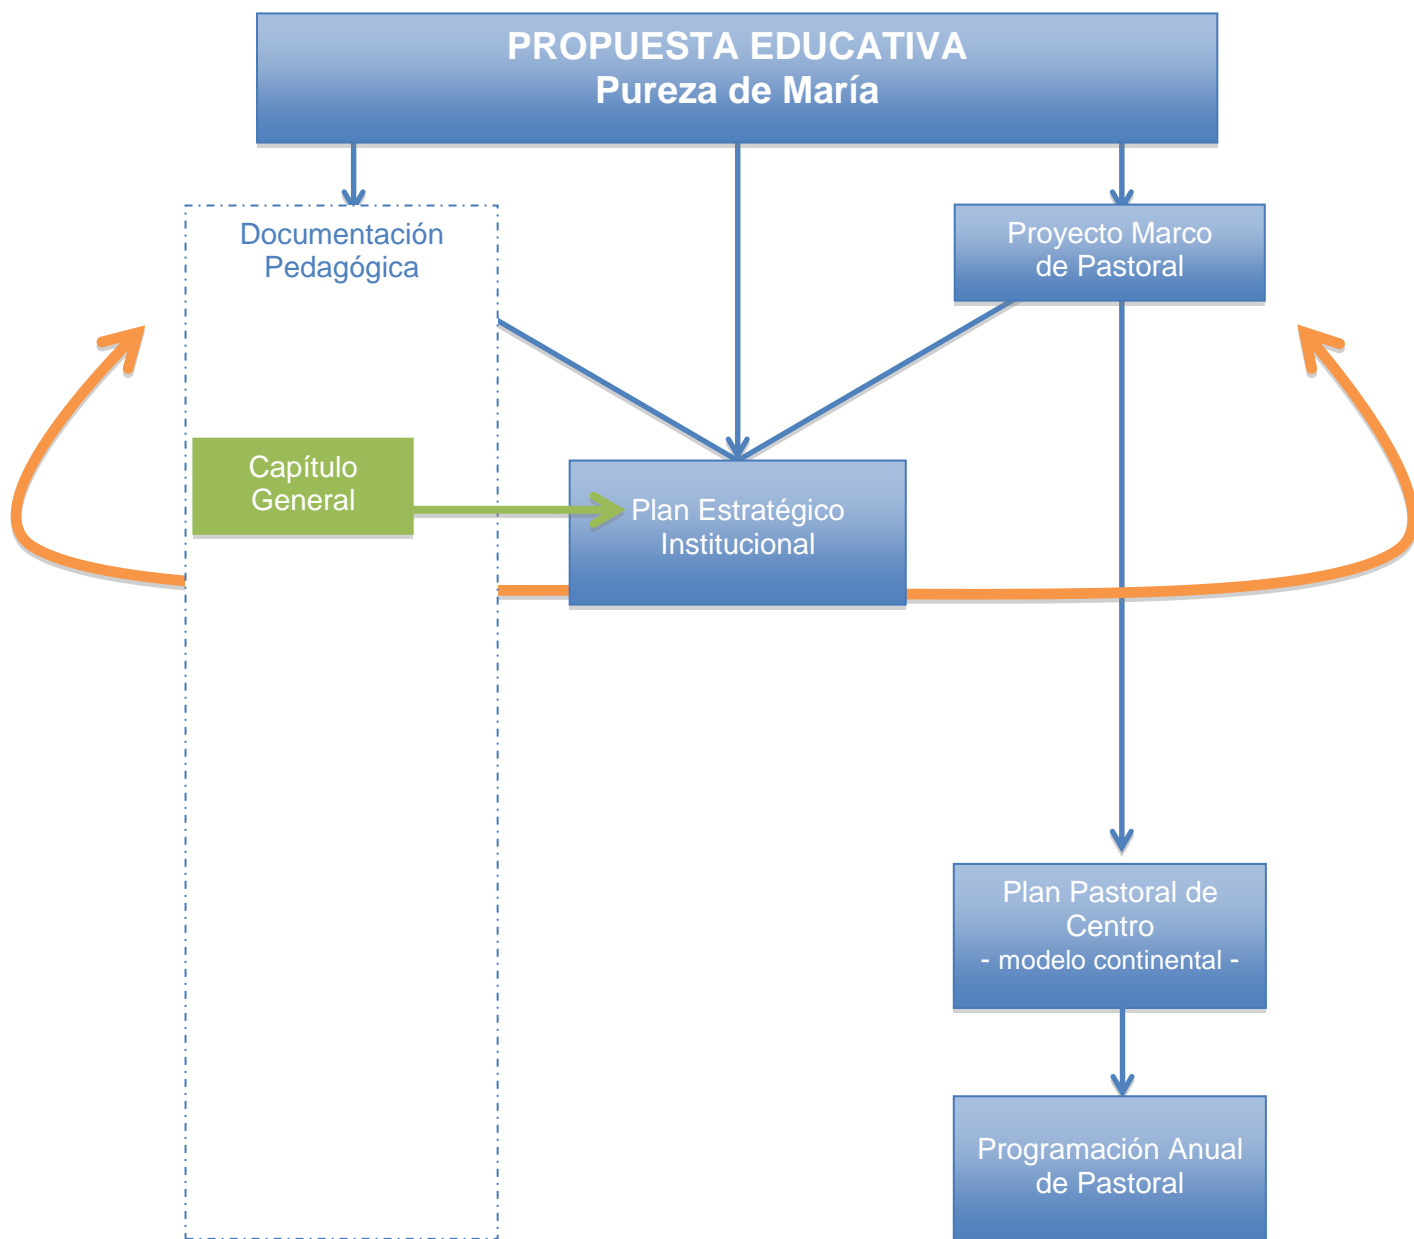 PROPUESTA EDUCATIVA
Pureza de María
Documentación
Pedagógica
Proyecto Marco
de Pastoral
Capítulo
General
Plan Estratégico
Institucional
Plan Pastoral de
Centro
- modelo continental -
Programación Anual
de Pastoral